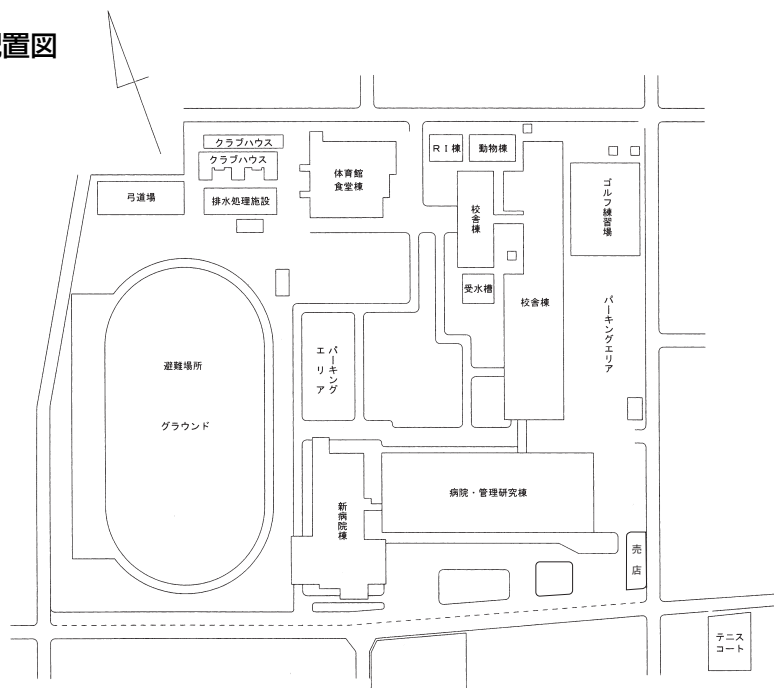 置図
クラブハウス
クラブハウス
弓道場
排水処理施設
体育館
食堂棟
RI棟
動物棟
校舎棟
受水槽
校舎棟
ゴルフ練習場
パーキングエリア
パーキング
エリア
避難場所
グラウンド
新病院棟
病院・管理研究棟
売店
テニス
コート